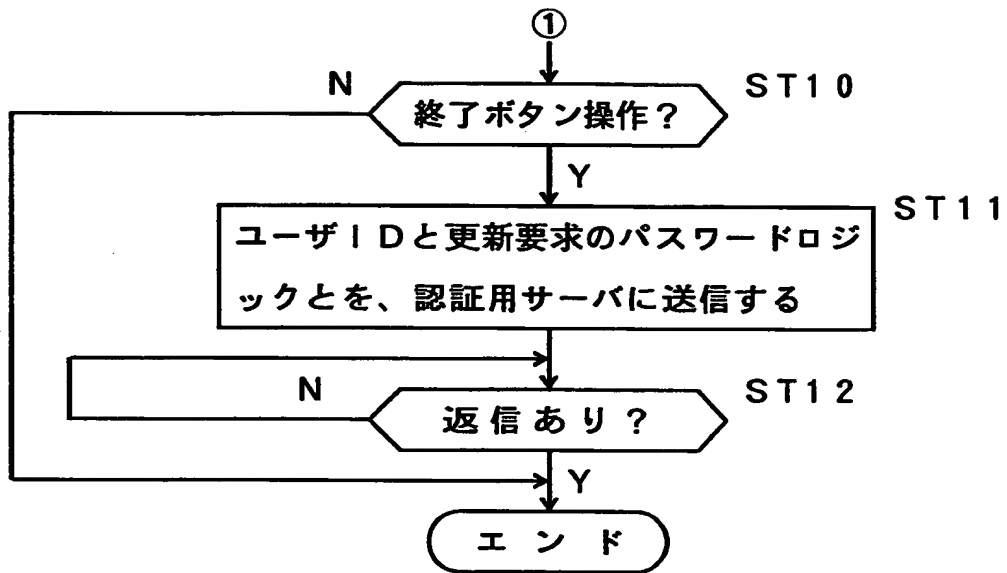 ①
N
ST10
終了ボタン操作?
Y
ST11
ユーザIDと更新要求のパスワードロジ
ックとを、認証用サーバに送信する
N
ST12
返信あり?
Y
エンド